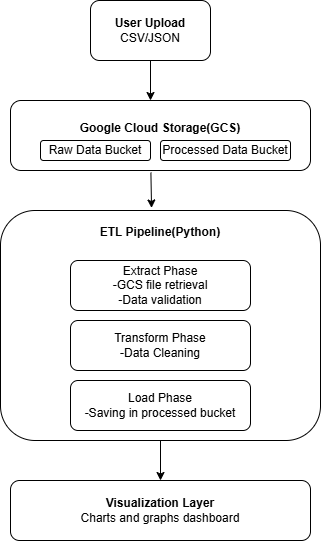 User Upload
CSV/JSON
Google Cloud Storage(GCS)
Raw Data Bucket
Processed Data Bucket
ETL Pipeline(Python)
Extract Phase
-GCS file retrieval
-Data validation
Transform Phase
-Data Cleaning
Load Phase
-Saving in processed bucket
Visualization Layer
Charts and graphs dashboard